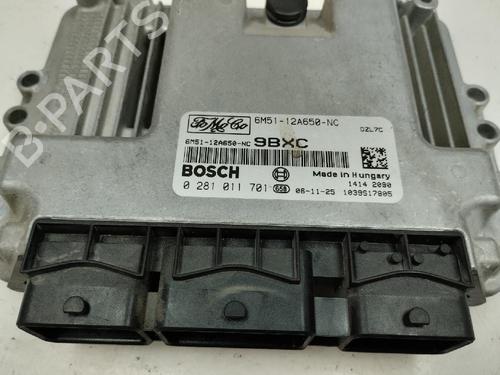 B-PARTS
FoMoCo
6M51-12A650-NC
DZL7C
6M51-12A650-NC 9BXC
BOSCH
Made in Hungary
1414 2090
0 281 011 701 658 06-11-25 1039S17805